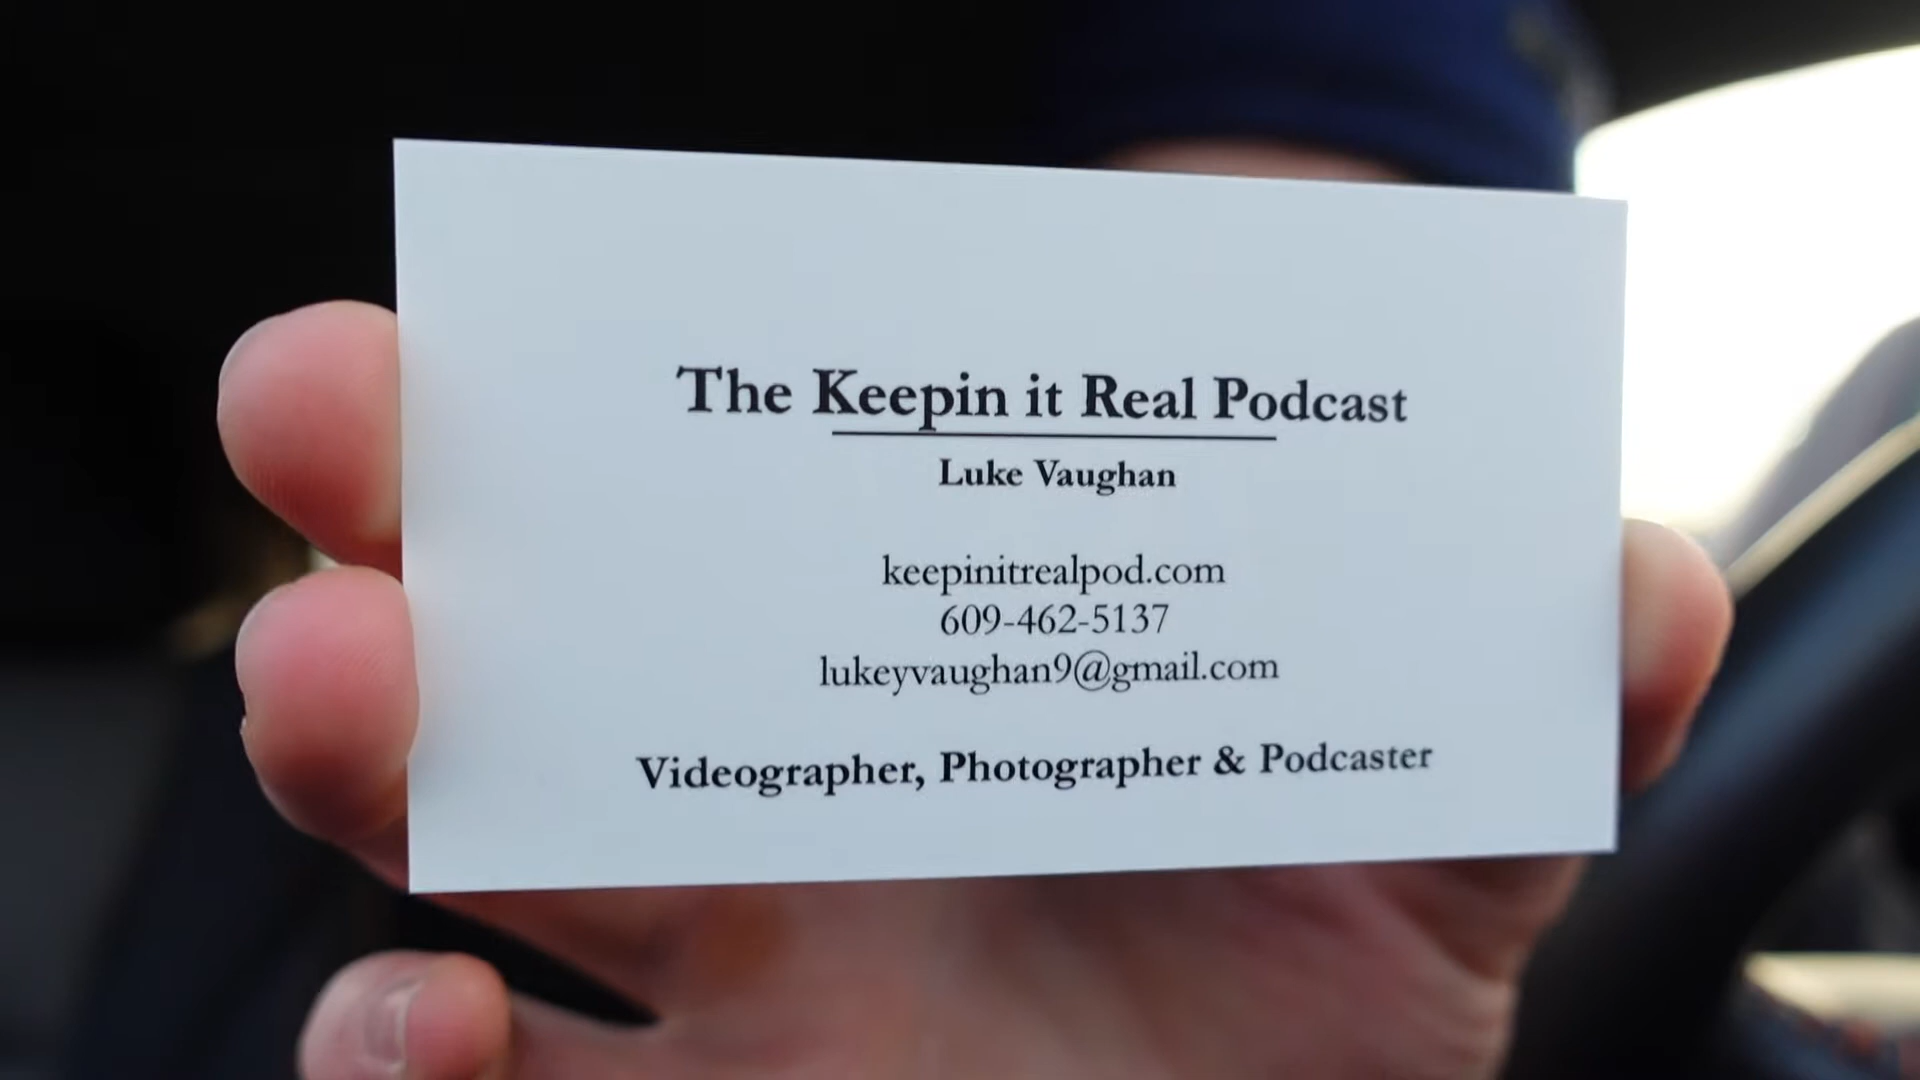 The Keepin it Real Podcast
Luke Vaughan
keepinitrealpod.com
609-462-5137
lukeyvaughan9@gmail.com
Videographer, Photographer & Podcaster